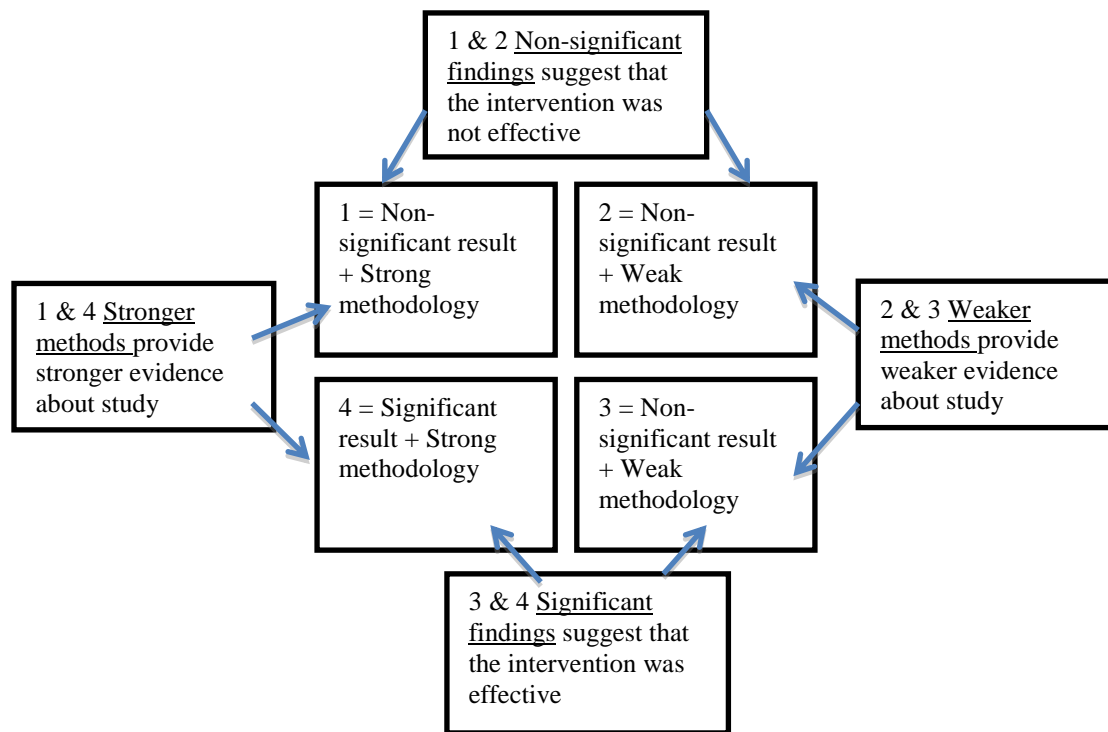 1 & 2 Non-significant
findings suggest that
the intervention was
not effective
1 = Non-
significant result
+ Strong
methodology
2 = Non-
significant result
+ Weak
methodology
1 & 4 Stronger
methods provide
stronger evidence
about study
2 & 3 Weaker
methods provide
weaker evidence
about study
4 = Significant
result + Strong
methodology
3 = Non-
significant result
+ Weak
methodology
3 & 4 Significant
findings suggest that
the intervention was
effective